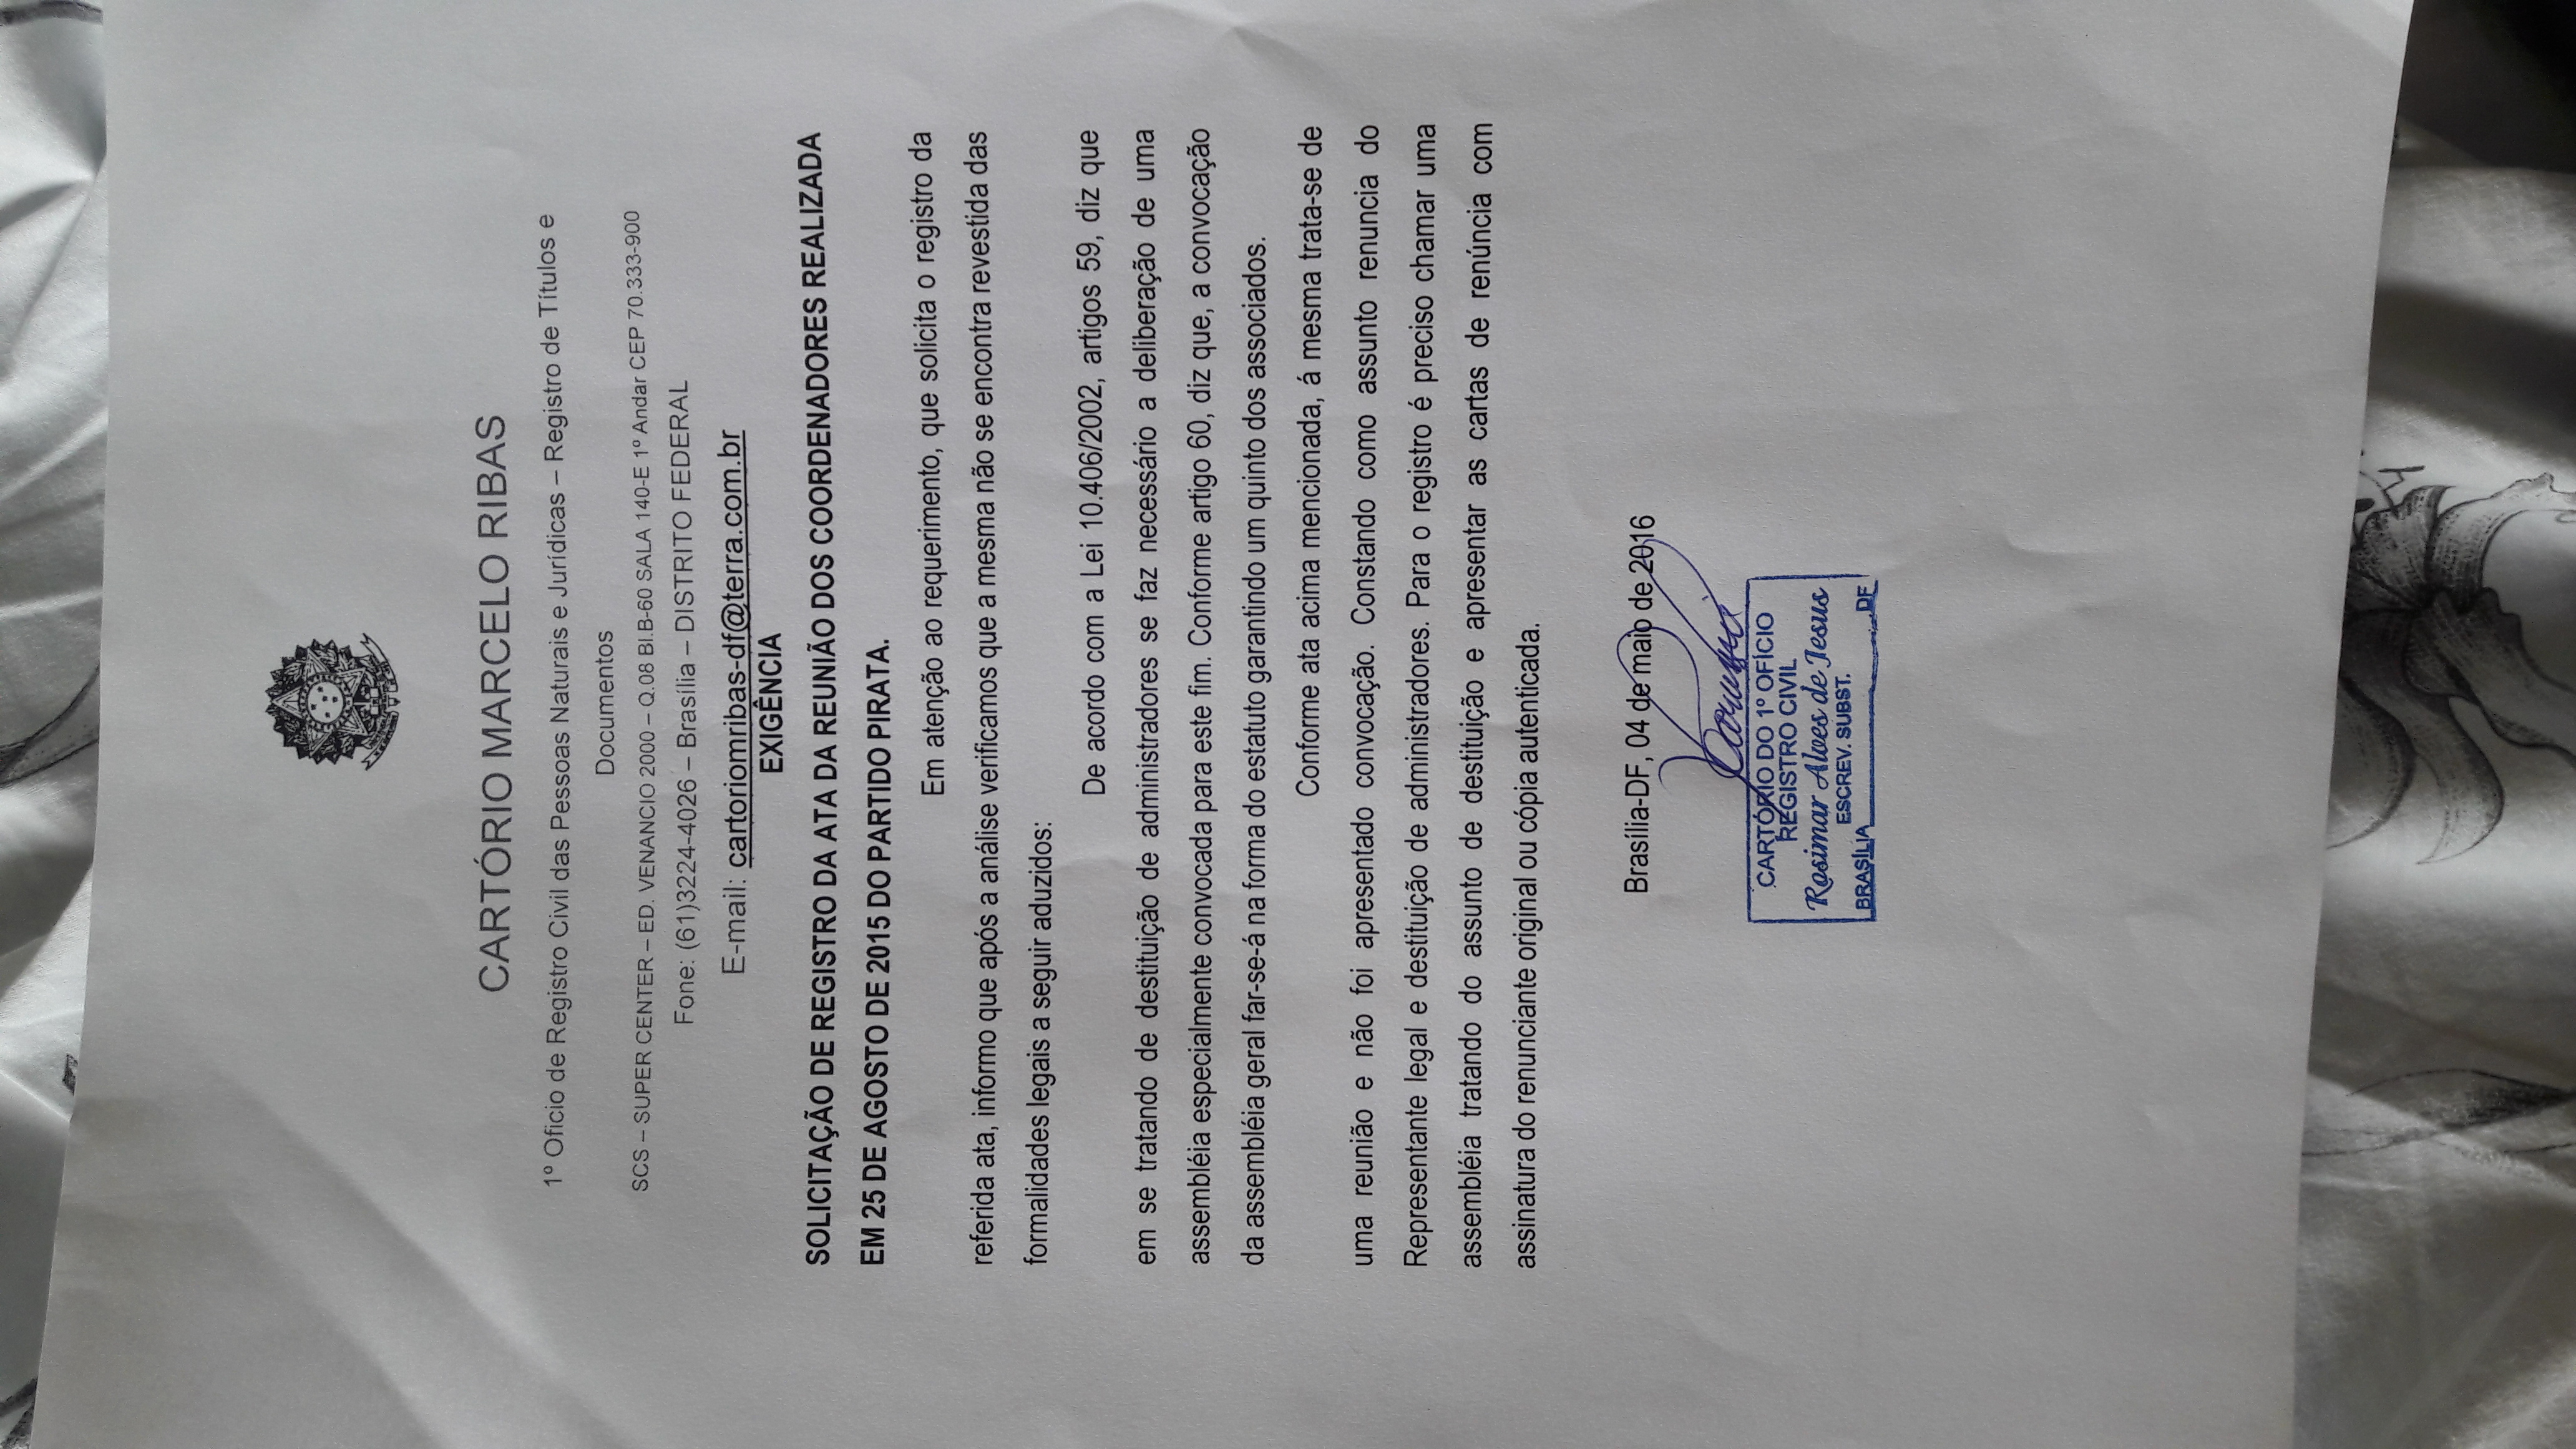 CARTÓRIO MARCELO RIBAS
1º Oficio de Registro Civil das Pessoas Naturais e Jurídicas – Registro de Títulos e
Documentos
SCS – SUPER CENTER – ED. VENANCIO 2000 – Q.08 Bl.B-60 SALA 140-E 1º Andar CEP 70.333-900
Fone: (61)3224-4026 – Brasília – DISTRITO FEDERAL
E-mail: cartoriomribas-df@terra.com.br
EXIGÊNCIA
SOLICITAÇÃO DE REGISTRO DA ATA DA REUNIÃO DOS COORDENADORES REALIZADA
EM 25 DE AGOSTO DE 2015 DO PARTIDO PIRATA.
Em atenção ao requerimento, que solicita o registro da
referida ata, informo que após a análise verificamos que a mesma não se encontra revestida das
formalidades legais a seguir aduzidos:
De acordo com a Lei 10.406/2002, artigos 59, diz que
em se tratando de destituição de administradores se faz necessário a deliberação de uma
assembléia especialmente convocada para este fim. Conforme artigo 60, diz que, a convocação
da assembléia geral far-se-á na forma do estatuto garantindo um quinto dos associados.
Conforme ata acima mencionada, á mesma trata-se de
uma reunião e não foi apresentado convocação. Constando como assunto renuncia do
Representante legal e destituição de administradores. Para o registro é preciso chamar uma
assembléia tratando do assunto de destituição e apresentar as cartas de renúncia com
assinatura do renunciante original ou cópia autenticada.
Brasília-DF, 04 de maio de 2016
CARTÓRIO DO 1º OFÍCIO
REGISTRO CIVIL
Rosimar Alves de Jesus
ESCREV. SUBST.
BRASÍLIA DF